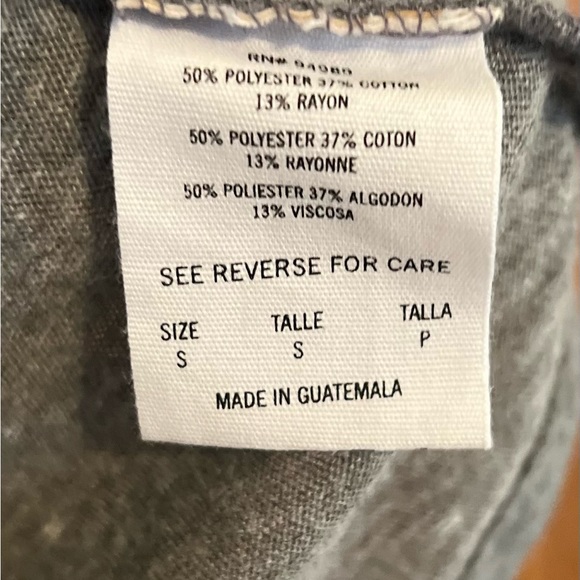 RN# 94989
50% POLYESTER 37% COTTON
13% RAYON
50% POLYESTER 37% COTON
13% RAYONNE
50% POLIESTER 37% ALGODON
13% VISCOSA
SEE REVERSE FOR CARE
SIZE TALLE TALLA
S S P
MADE IN GUATEMALA